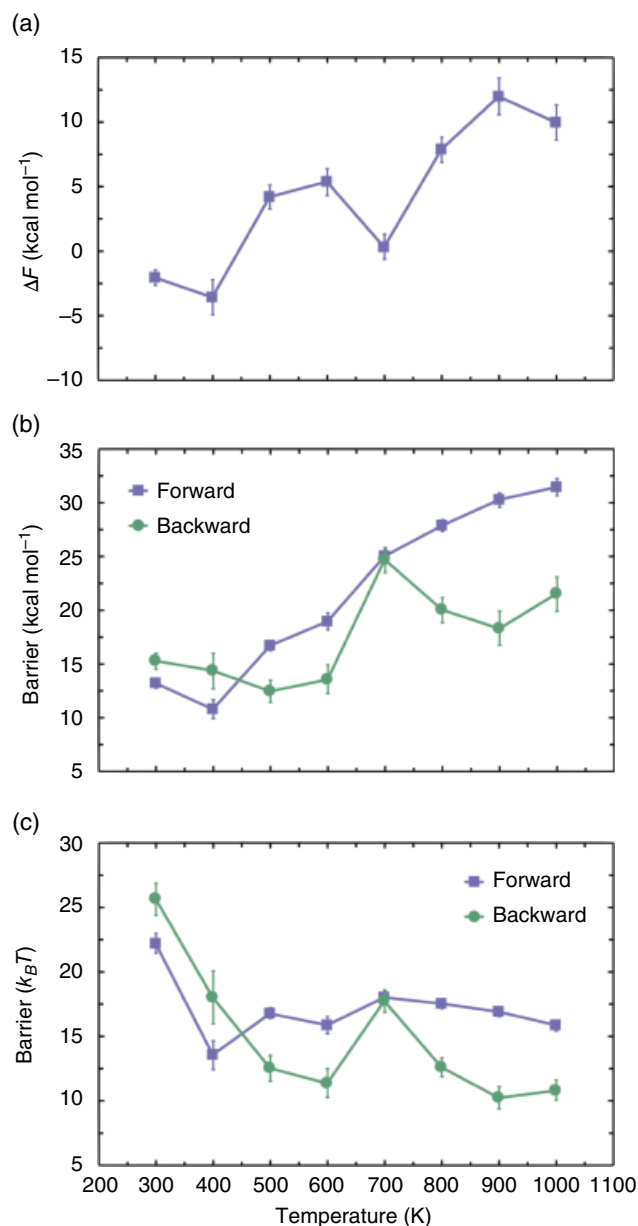 (a)
15
10
5
0
−5
−10
ΔF (kcal mol⁻¹)
(b)
35
30
25
20
15
10
5
Barrier (kcal mol⁻¹)
Forward
Backward
(c)
30
25
20
15
10
5
Barrier (k_BT)
Forward
Backward
200 300 400 500 600 700 800 900 1000 1100
Temperature (K)